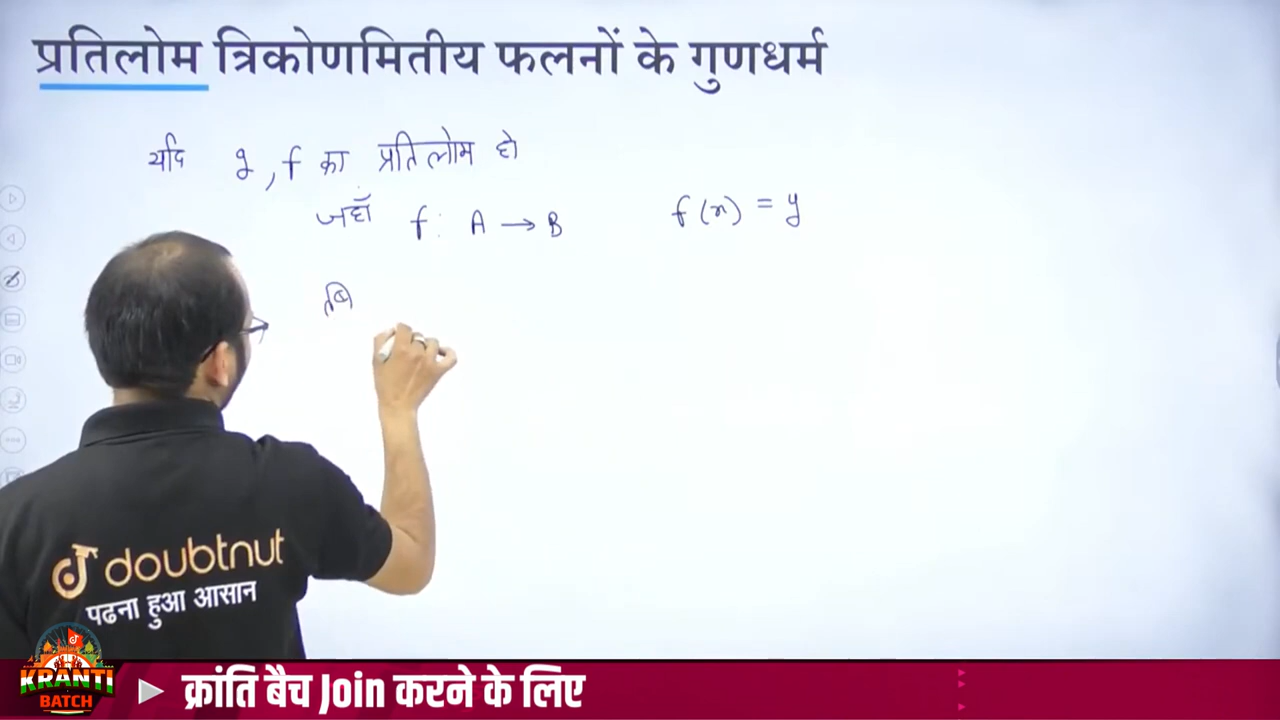 प्रतिलोम त्रिकोणमितीय फलनों के गुणधर्म
यदि g, f का प्रतिलोम हो
जहाँ f: A → B f(x) = y
doubtnut
पढना हुआ आसान
KRANTI
BATCH
क्रांति बैच Join करने के लिए